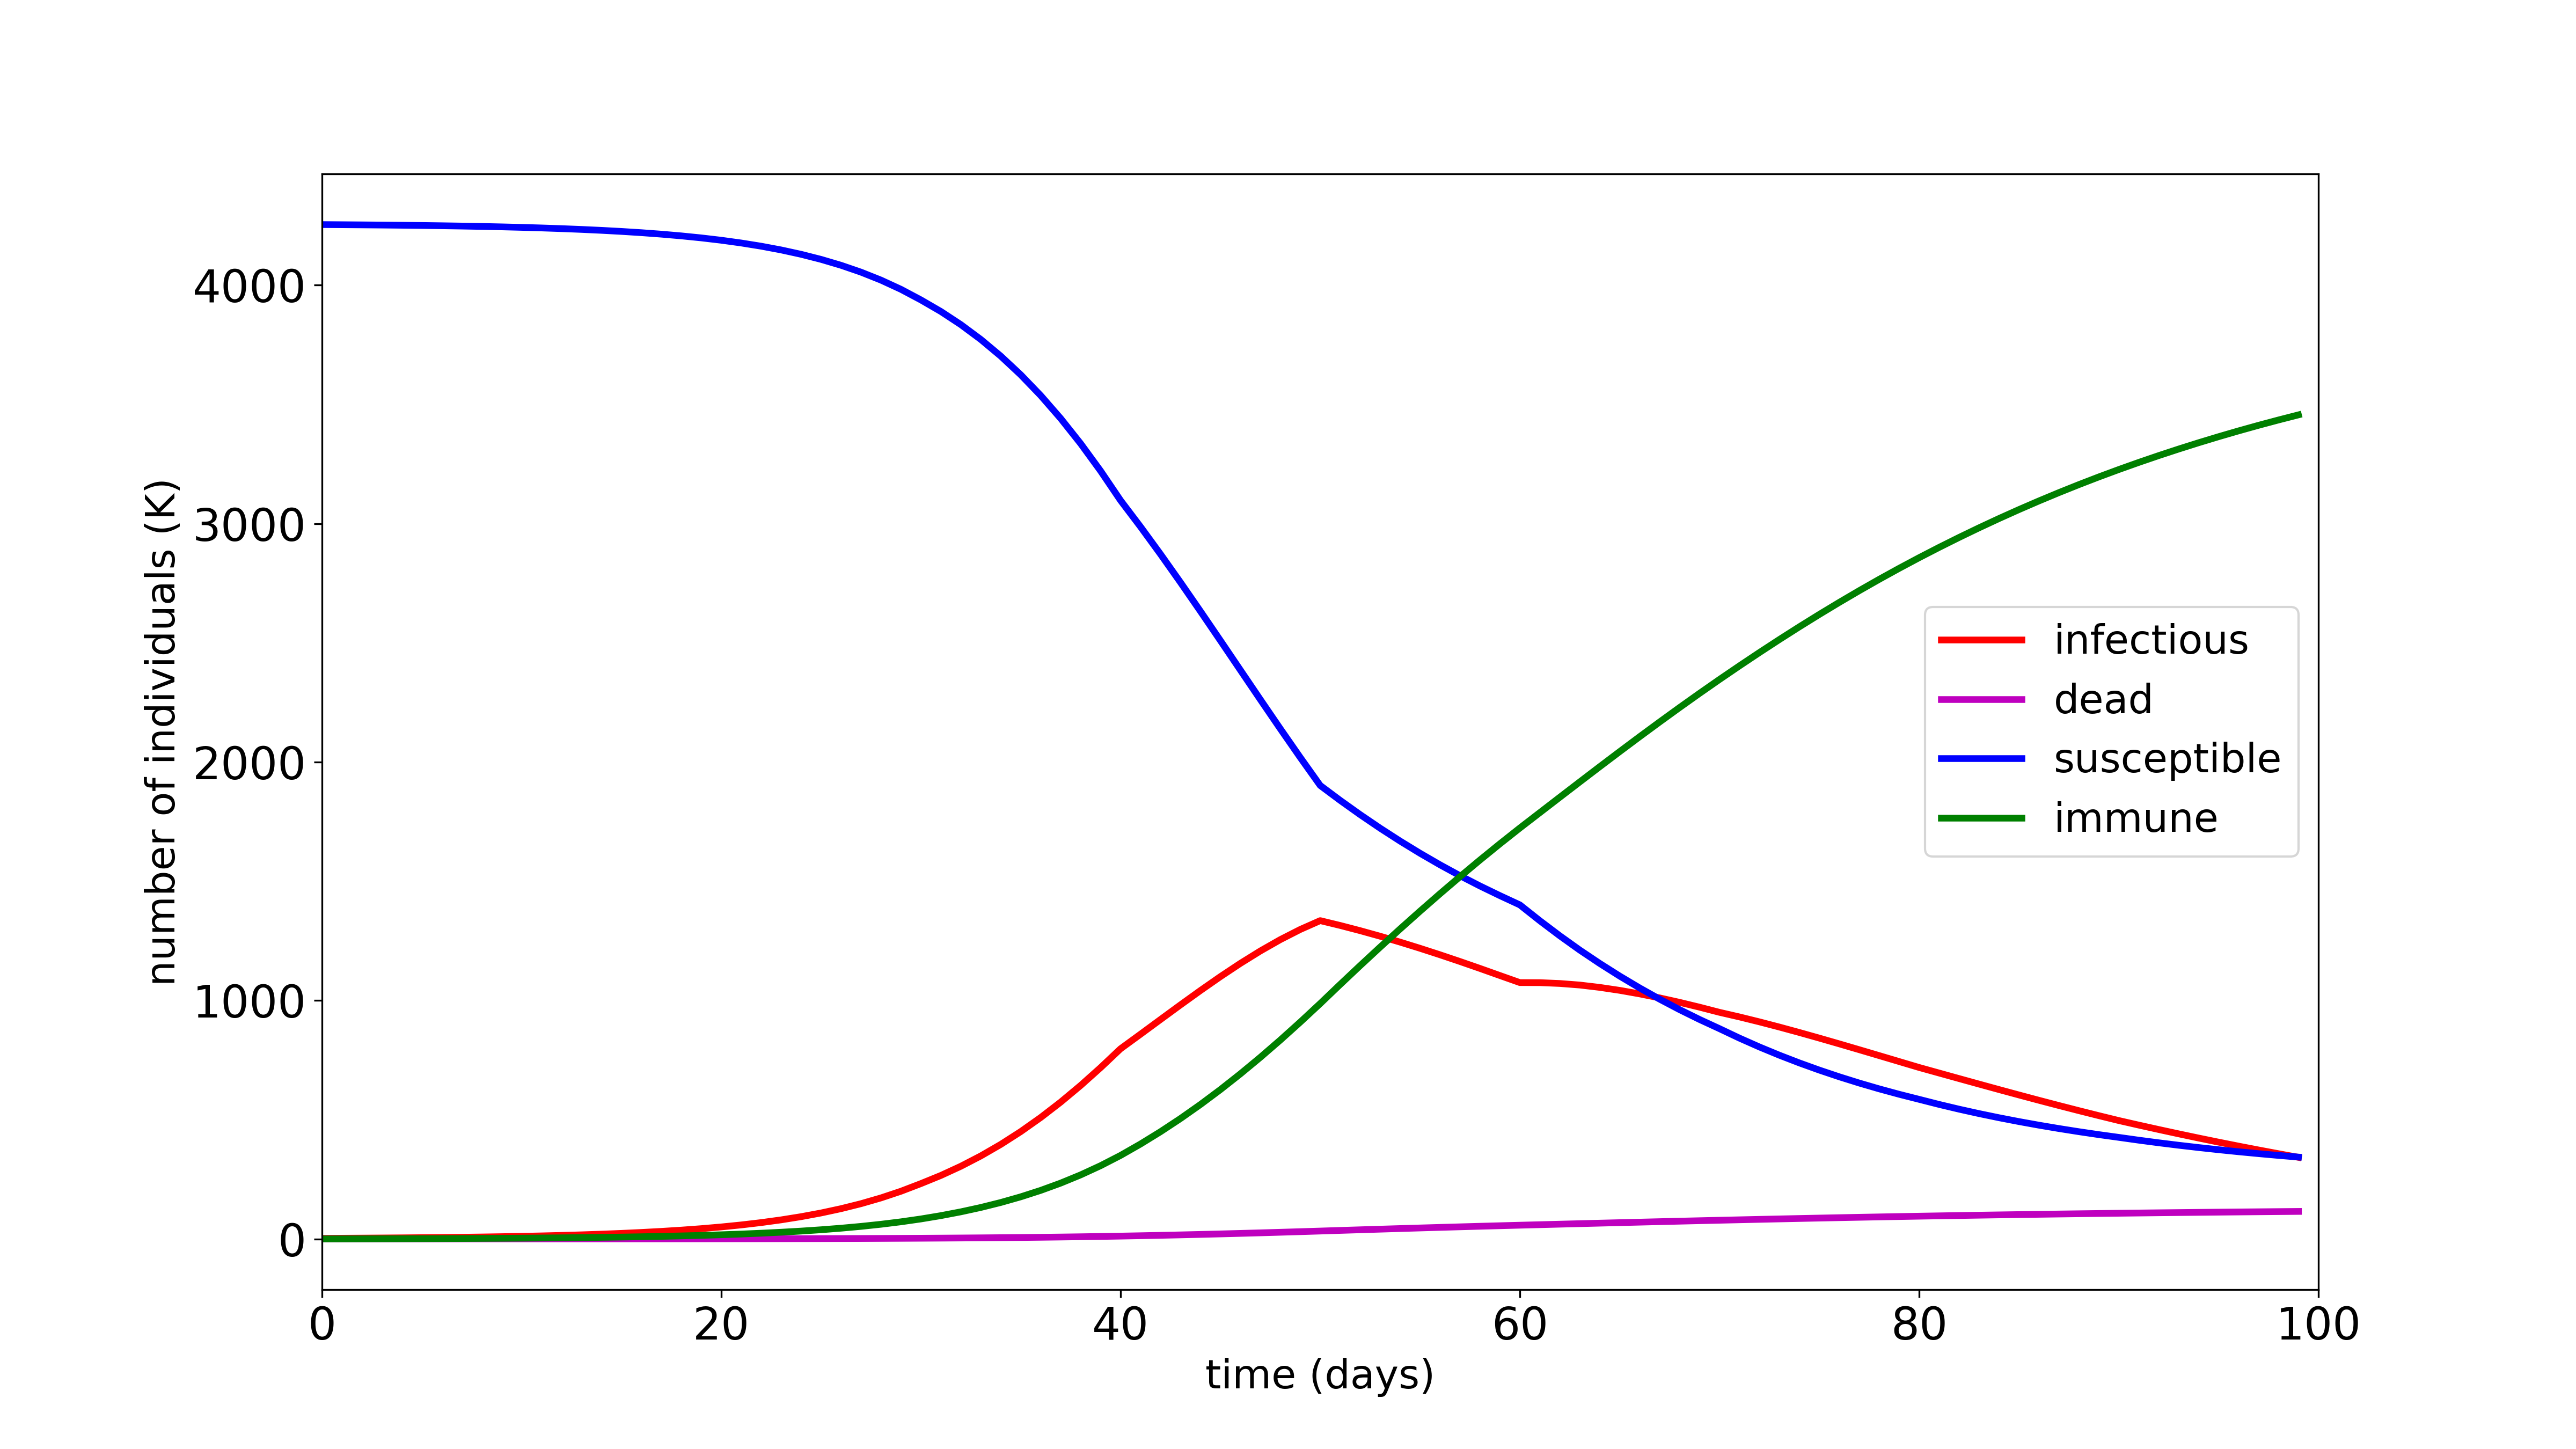 number of individuals (K)
4000
3000
2000
1000
0
infectious
dead
susceptible
immune
0 20 40 60 80 100
time (days)